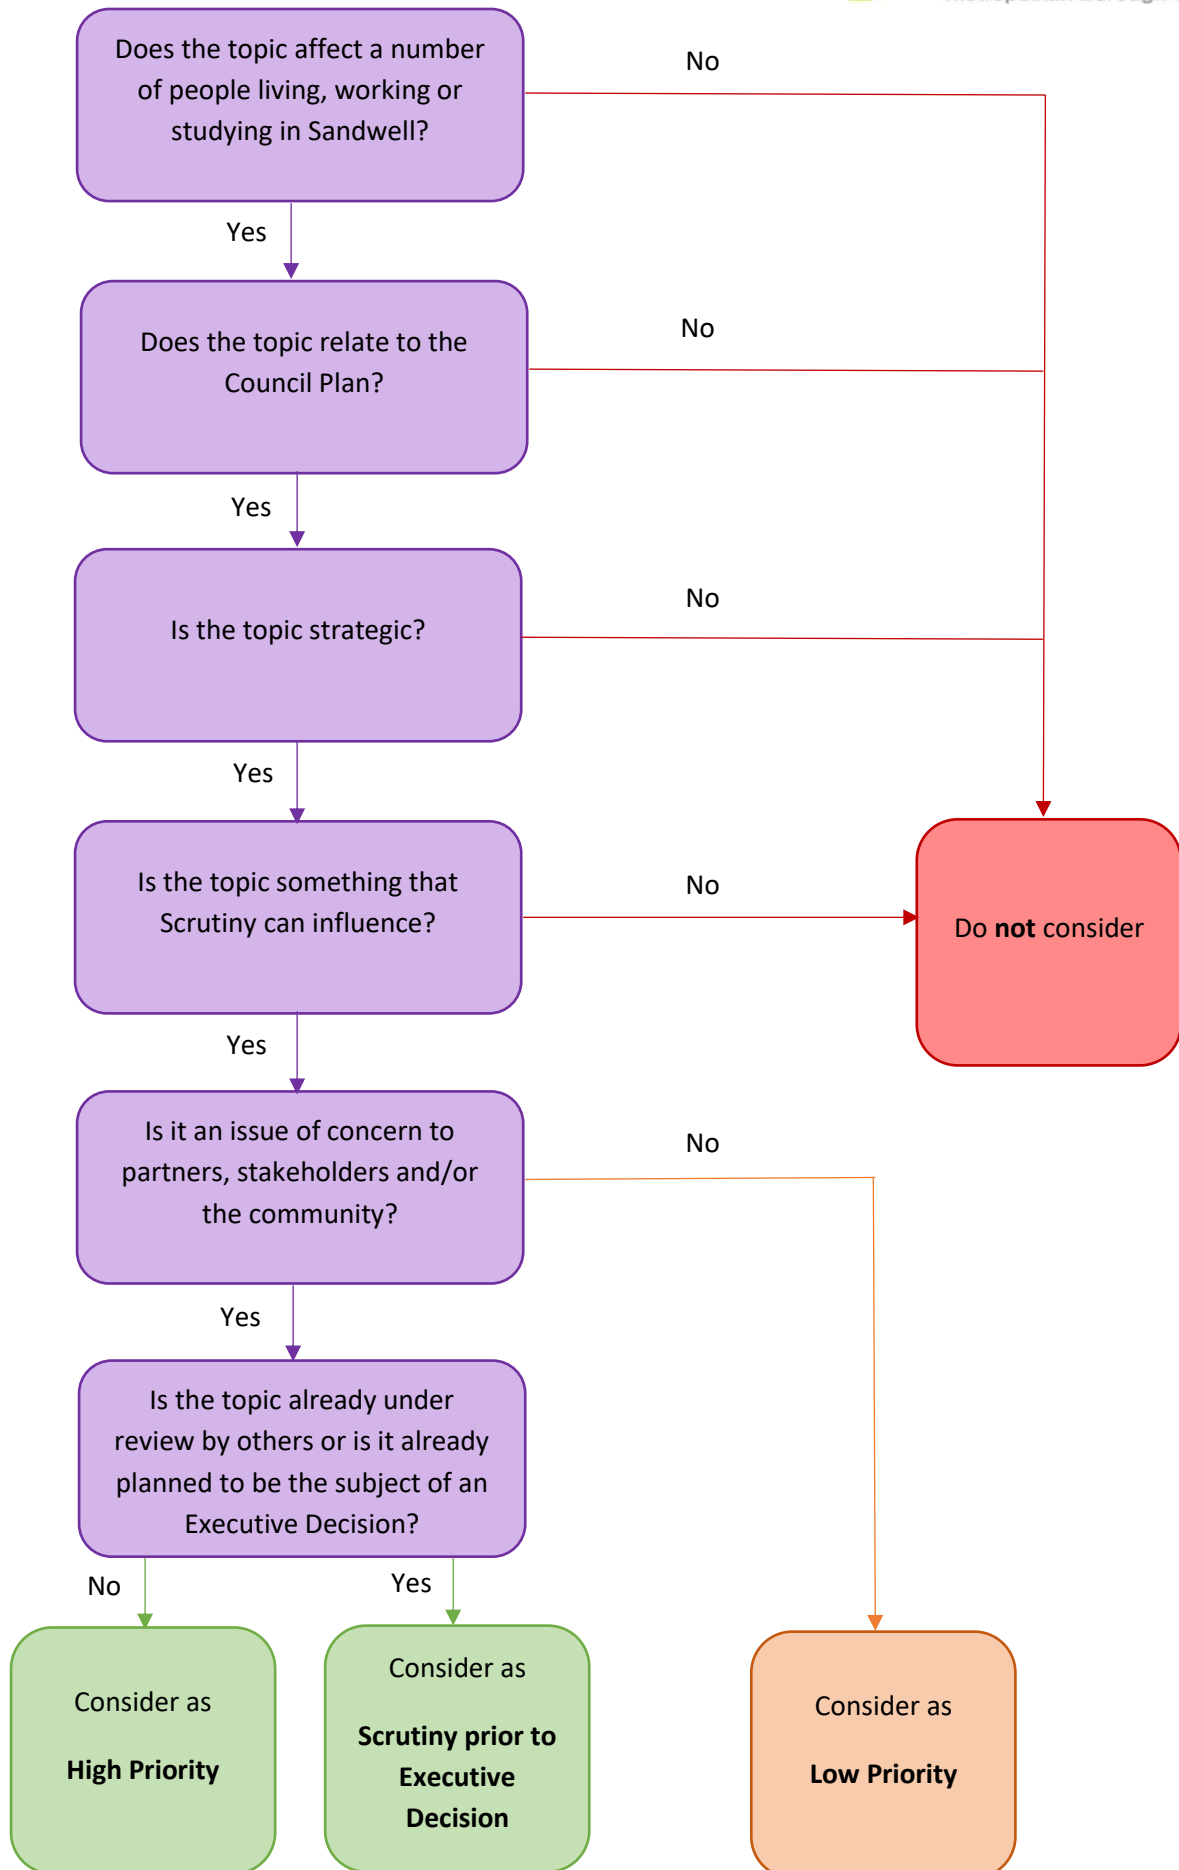 Does the topic affect a number
of people living, working or
studying in Sandwell?
No
Yes
Does the topic relate to the
Council Plan?
No
Yes
Is the topic strategic?
No
Yes
Is the topic something that
Scrutiny can influence?
No
Do not consider
Yes
Is it an issue of concern to
partners, stakeholders and/or
the community?
No
Yes
Is the topic already under
review by others or is it already
planned to be the subject of an
Executive Decision?
No
Yes
Consider as
High Priority
Consider as
Scrutiny prior to
Executive
Decision
Consider as
Low Priority